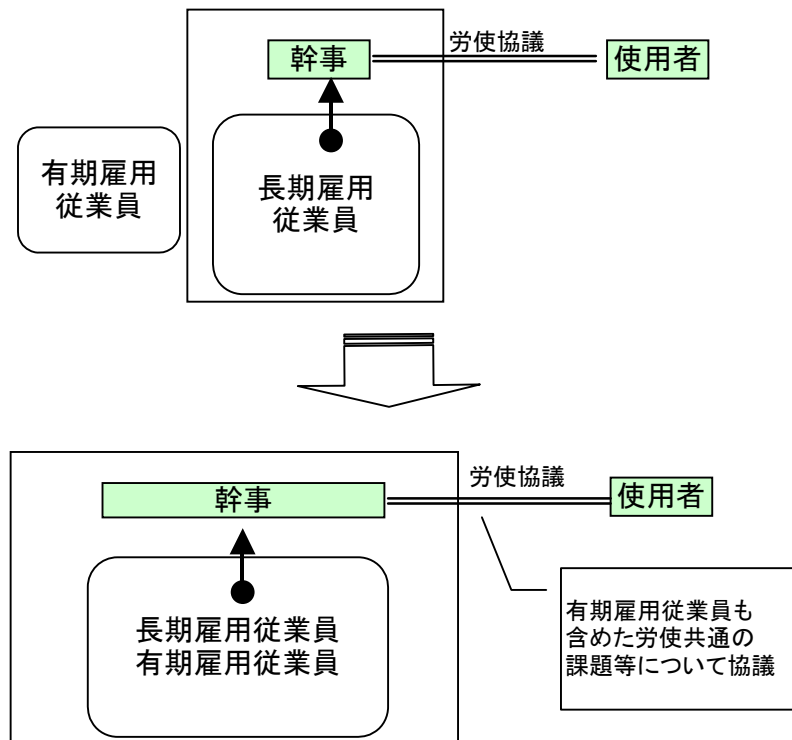 労使協議
幹事
使用者
有期雇用
従業員
長期雇用
従業員
労使協議
幹事
使用者
長期雇用従業員
有期雇用従業員
有期雇用従業員も
含めた労使共通の
課題等について協議